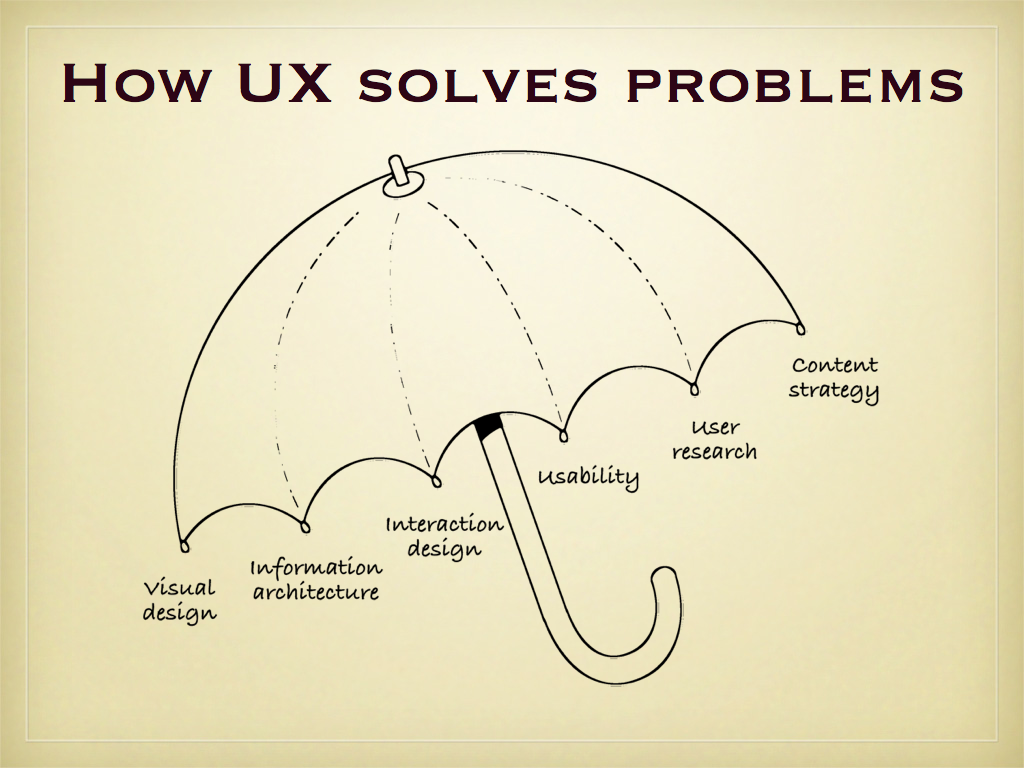 How UX solves problems
Content
strategy
User
research
Usability
Interaction
design
Information
architecture
Visual
design